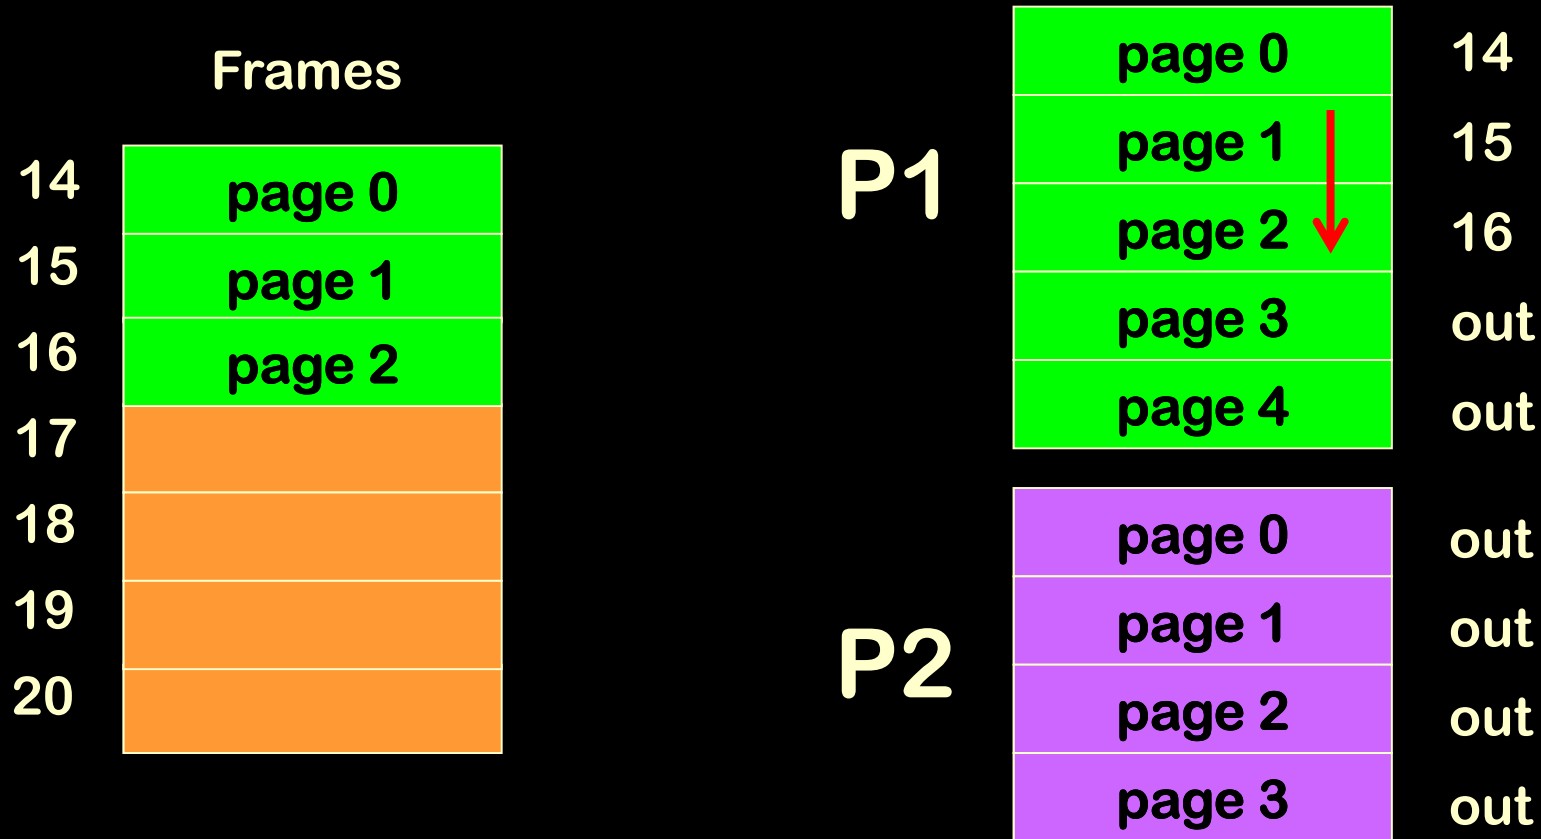 Frames
14 page 0
15 page 1
16 page 2
17
18
19
20
P1
page 0 14
page 1 15
page 2 16
page 3 out
page 4 out
P2
page 0 out
page 1 out
page 2 out
page 3 out